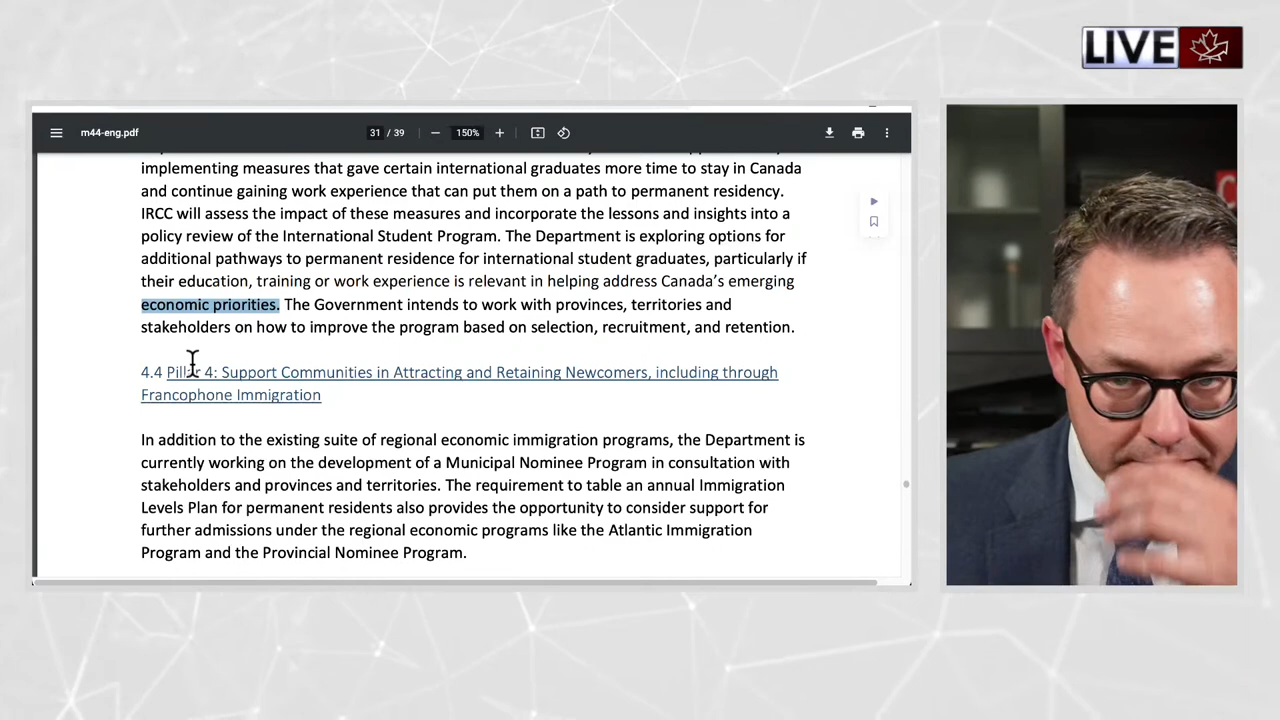 LIVE
m44-eng.pdf
31 / 39
150%
implementing measures that gave certain international graduates more time to stay in Canada
and continue gaining work experience that can put them on a path to permanent residency.
IRCC will assess the impact of these measures and incorporate the lessons and insights into a
policy review of the International Student Program. The Department is exploring options for
additional pathways to permanent residence for international student graduates, particularly if
their education, training or work experience is relevant in helping address Canada’s emerging
economic priorities. The Government intends to work with provinces, territories and
stakeholders on how to improve the program based on selection, recruitment, and retention.
4.4 Pillar 4: Support Communities in Attracting and Retaining Newcomers, including through
Francophone Immigration
In addition to the existing suite of regional economic immigration programs, the Department is
currently working on the development of a Municipal Nominee Program in consultation with
stakeholders and provinces and territories. The requirement to table an annual Immigration
Levels Plan for permanent residents also provides the opportunity to consider support for
further admissions under the regional economic programs like the Atlantic Immigration
Program and the Provincial Nominee Program.